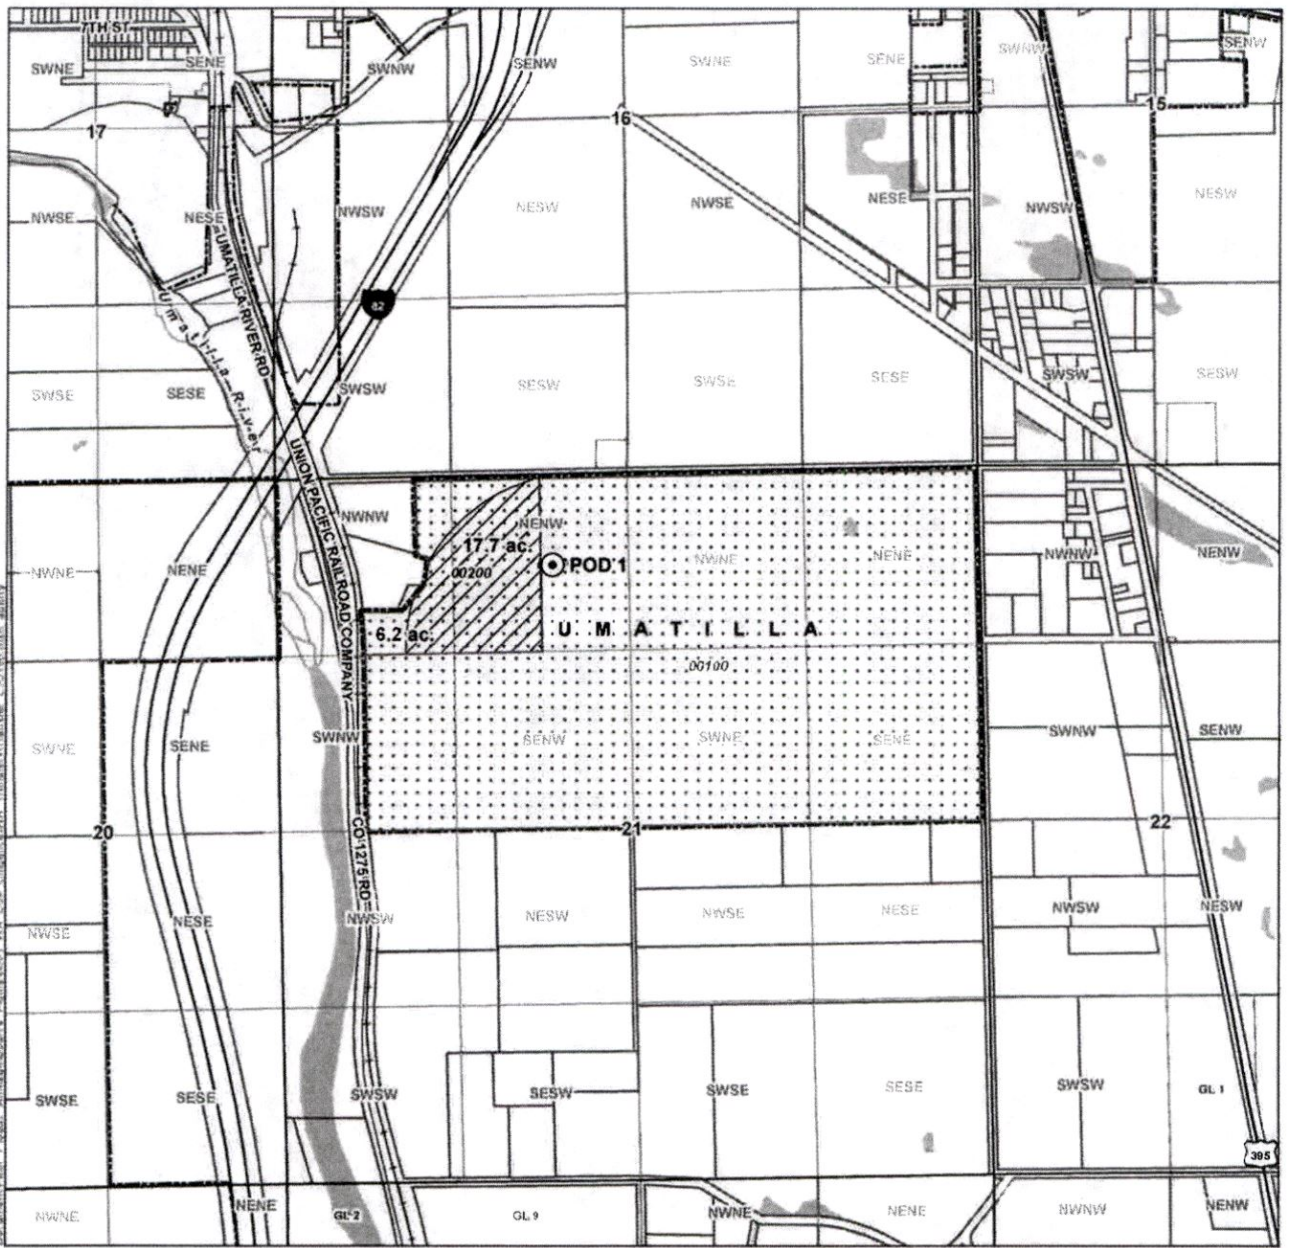 7TH ST
SWNE
SENE
SWNW
SENW
SWNE
SENE
SWNW
SENW
17
16
15
NWSE
NESE
NWSW
NESW
NWSE
NESE
NWSW
NESW
UMATILLA RIVER RD
Umatilla River
82
SWSE
SESE
SWSW
SESW
SWSE
SESE
SWSW
SESW
UNION PACIFIC RAILROAD COMPANY
NWNE
NENE
NWNW
NENW
NWNE
NENE
NWNW
NENW
17.7 ac.
00200
POD 1
6.2 ac.
UMATILLA
00100
SWNE
SENE
SWNW
SENW
SWNE
SENE
SWNW
SENW
20
21
22
CO 1275 RD
NWSE
NESE
NWSW
NESW
NWSE
NESE
NWSW
NESW
SWSE
SESE
SWSW
SESW
SWSE
SESE
SWSW
GL 1
395
NWNE
NENE
GL 2
GL 9
NWNE
NENE
NWNW
NENW